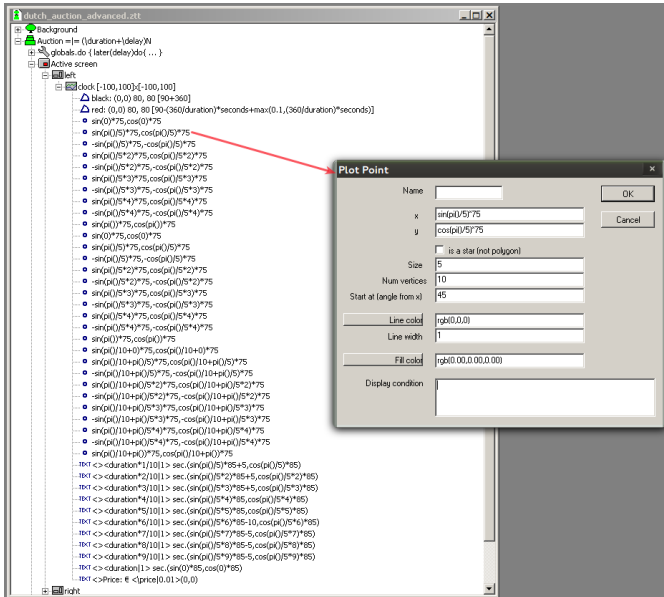 dutch_auction_advanced.ztt
Background
Auction =|= (\duration+\delay)N
globals.do { later(delay)do{ ... }
Active screen
left
clock [-100,100]x[-100,100]
black: (0,0) 80, 80 [90+360]
red: (0,0) 80, 80 [90-(360/duration)*seconds+max(0.1,(360/duration)*seconds)]
sin(0)*75,cos(0)*75
sin(pi()/5)*75,cos(pi()/5)*75
-sin(pi()/5)*75,-cos(pi()/5)*75
sin(pi()/5*2)*75,cos(pi()/5*2)*75
-sin(pi()/5*2)*75,-cos(pi()/5*2)*75
sin(pi()/5*3)*75,cos(pi()/5*3)*75
-sin(pi()/5*3)*75,-cos(pi()/5*3)*75
sin(pi()/5*4)*75,cos(pi()/5*4)*75
-sin(pi()/5*4)*75,-cos(pi()/5*4)*75
sin(pi())*75,cos(pi())*75
sin(0)*75,cos(0)*75
sin(pi()/5)*75,cos(pi()/5)*75
-sin(pi()/5)*75,-cos(pi()/5)*75
sin(pi()/5*2)*75,cos(pi()/5*2)*75
-sin(pi()/5*2)*75,-cos(pi()/5*2)*75
sin(pi()/5*3)*75,cos(pi()/5*3)*75
-sin(pi()/5*3)*75,-cos(pi()/5*3)*75
sin(pi()/5*4)*75,cos(pi()/5*4)*75
-sin(pi()/5*4)*75,-cos(pi()/5*4)*75
sin(pi())*75,cos(pi())*75
sin(pi()/10+0)*75,cos(pi()/10+0)*75
sin(pi()/10+pi()/5)*75,cos(pi()/10+pi()/5)*75
-sin(pi()/10+pi()/5)*75,-cos(pi()/10+pi()/5)*75
sin(pi()/10+pi()/5*2)*75,cos(pi()/10+pi()/5*2)*75
-sin(pi()/10+pi()/5*2)*75,-cos(pi()/10+pi()/5*2)*75
sin(pi()/10+pi()/5*3)*75,cos(pi()/10+pi()/5*3)*75
-sin(pi()/10+pi()/5*3)*75,-cos(pi()/10+pi()/5*3)*75
sin(pi()/10+pi()/5*4)*75,cos(pi()/10+pi()/5*4)*75
-sin(pi()/10+pi()/5*4)*75,-cos(pi()/10+pi()/5*4)*75
sin(pi()/10+pi())*75,cos(pi()/10+pi())*75
TEXT <><duration*1/10|1> sec.(sin(pi()/5)*85+5,cos(pi()/5)*85)
TEXT <><duration*2/10|1> sec.(sin(pi()/5*2)*85+5,cos(pi()/5*2)*85)
TEXT <><duration*3/10|1> sec.(sin(pi()/5*3)*85+5,cos(pi()/5*3)*85)
TEXT <><duration*4/10|1> sec.(sin(pi()/5*4)*85,cos(pi()/5*4)*85)
TEXT <><duration*5/10|1> sec.(sin(pi()/5*5)*85,cos(pi()/5*5)*85)
TEXT <><duration*6/10|1> sec.(sin(pi()/5*6)*85-10,cos(pi()/5*6)*85)
TEXT <><duration*7/10|1> sec.(sin(pi()/5*7)*85-5,cos(pi()/5*7)*85)
TEXT <><duration*8/10|1> sec.(sin(pi()/5*8)*85-5,cos(pi()/5*8)*85)
TEXT <><duration*9/10|1> sec.(sin(pi()/5*9)*85-5,cos(pi()/5*9)*85)
TEXT <><duration|1> sec.(sin(0)*85,cos(0)*85)
TEXT <>Price: € <\price|0.01>(0,0)
right
Plot Point
Name
OK
x sin(pi()/5)*75
Cancel
y cos(pi()/5)*75
is a star (not polygon)
Size 5
Num vertices 10
Start at (angle from x) 45
Line color rgb(0,0,0)
Line width 1
Fill color rgb(0.00,0.00,0.00)
Display condition